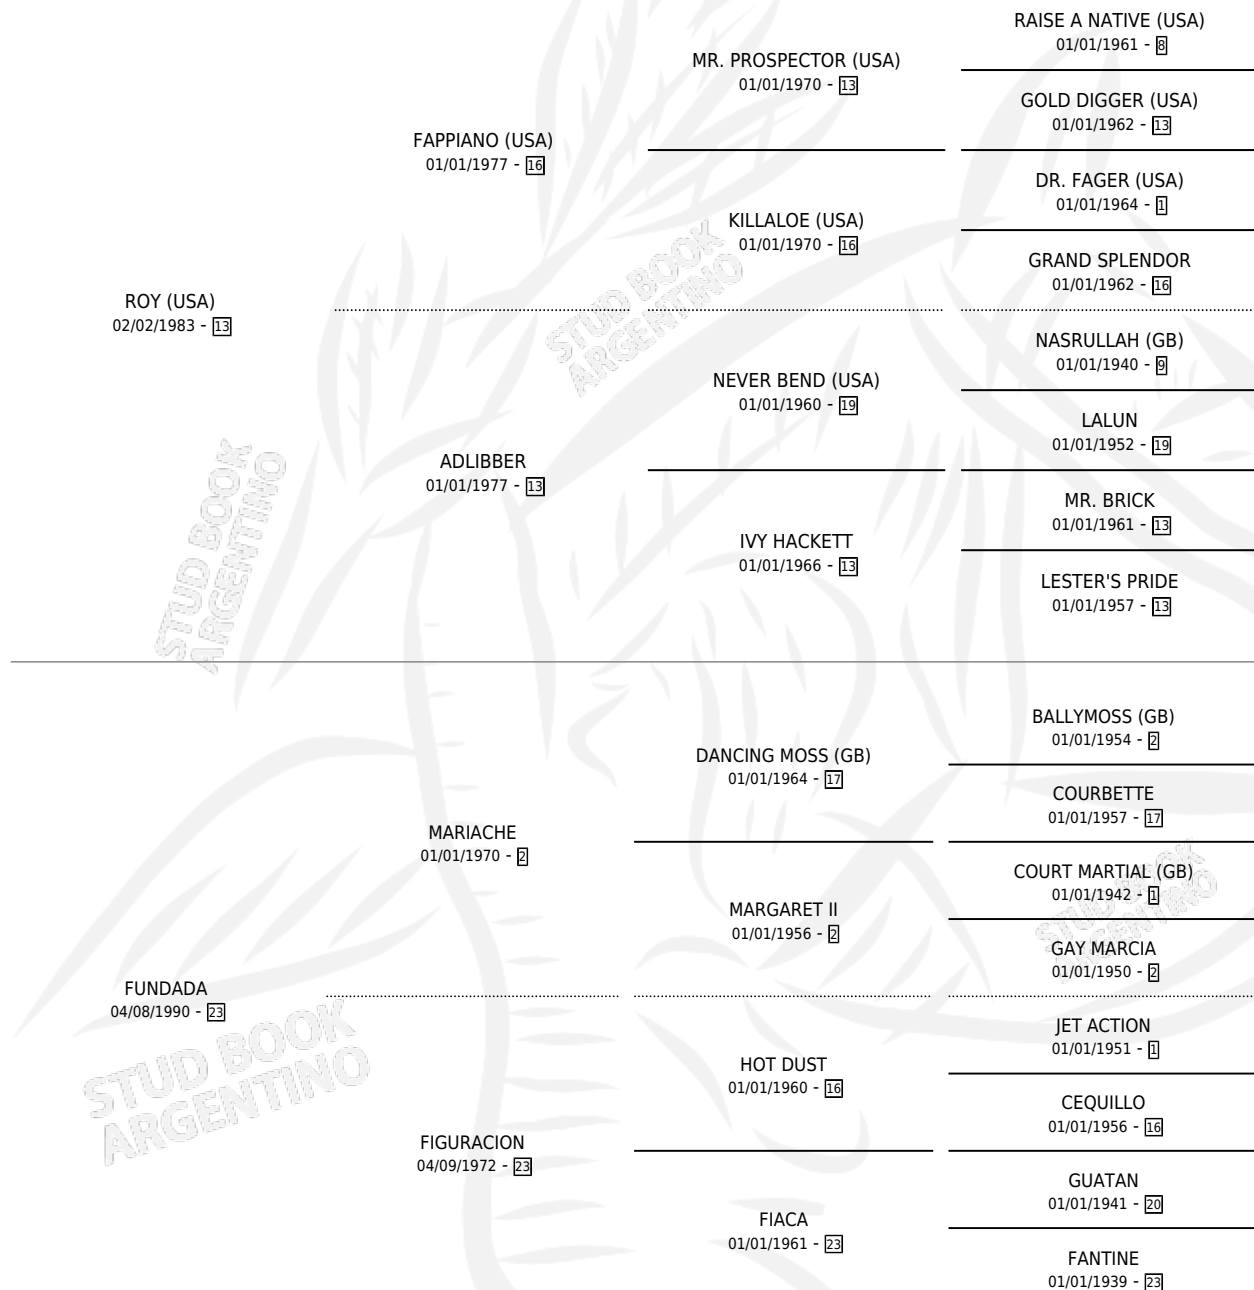 RAISE A NATIVE (USA)
01/01/1961 - 8
MR. PROSPECTOR (USA)
01/01/1970 - 13
GOLD DIGGER (USA)
01/01/1962 - 13
FAPPIANO (USA)
01/01/1977 - 16
DR. FAGER (USA)
01/01/1964 - 1
KILLALOE (USA)
01/01/1970 - 16
GRAND SPLENDOR
01/01/1962 - 16
ROY (USA)
02/02/1983 - 13
NASRULLAH (GB)
01/01/1940 - 9
NEVER BEND (USA)
01/01/1960 - 19
LALUN
01/01/1952 - 19
ADLIBBER
01/01/1977 - 13
MR. BRICK
01/01/1961 - 13
IVY HACKETT
01/01/1966 - 13
LESTER'S PRIDE
01/01/1957 - 13
BALLYMOSS (GB)
01/01/1954 - 2
DANCING MOSS (GB)
01/01/1964 - 17
COURBETTE
01/01/1957 - 17
MARIACHE
01/01/1970 - 2
COURT MARTIAL (GB)
01/01/1942 - 1
MARGARET II
01/01/1956 - 2
GAY MARCIA
01/01/1950 - 2
FUNDADA
04/08/1990 - 23
JET ACTION
01/01/1951 - 1
HOT DUST
01/01/1960 - 16
CEQUILLO
01/01/1956 - 16
FIGURACION
04/09/1972 - 23
GUATAN
01/01/1941 - 20
FIACA
01/01/1961 - 23
FANTINE
01/01/1939 - 23
STUD BOOK
ARGENTINO
STUD BOOK
ARGENTINO
STUD BOOK
ARGENTINO
STUD BOOK
ARGENTINO